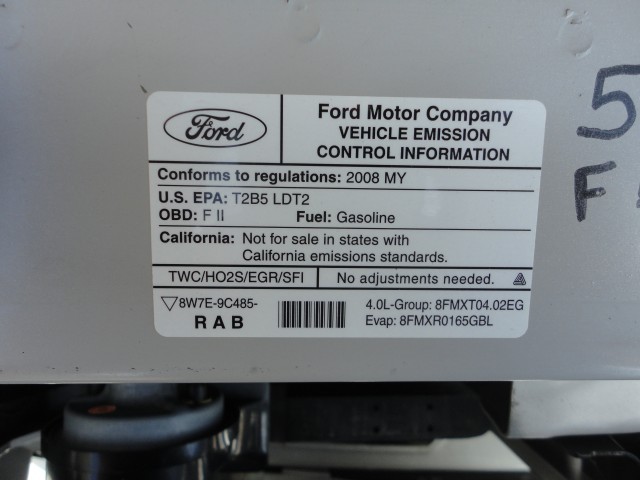 Ford
Ford Motor Company
VEHICLE EMISSION
CONTROL INFORMATION
Conforms to regulations: 2008 MY
U.S. EPA: T2B5 LDT2
OBD: F II Fuel: Gasoline
California: Not for sale in states with
California emissions standards.
TWC/HO2S/EGR/SFI No adjustments needed.
8W7E-9C485-
R A B
4.0L-Group: 8FMXT04.02EG
Evap: 8FMXR0165GBL
5
F